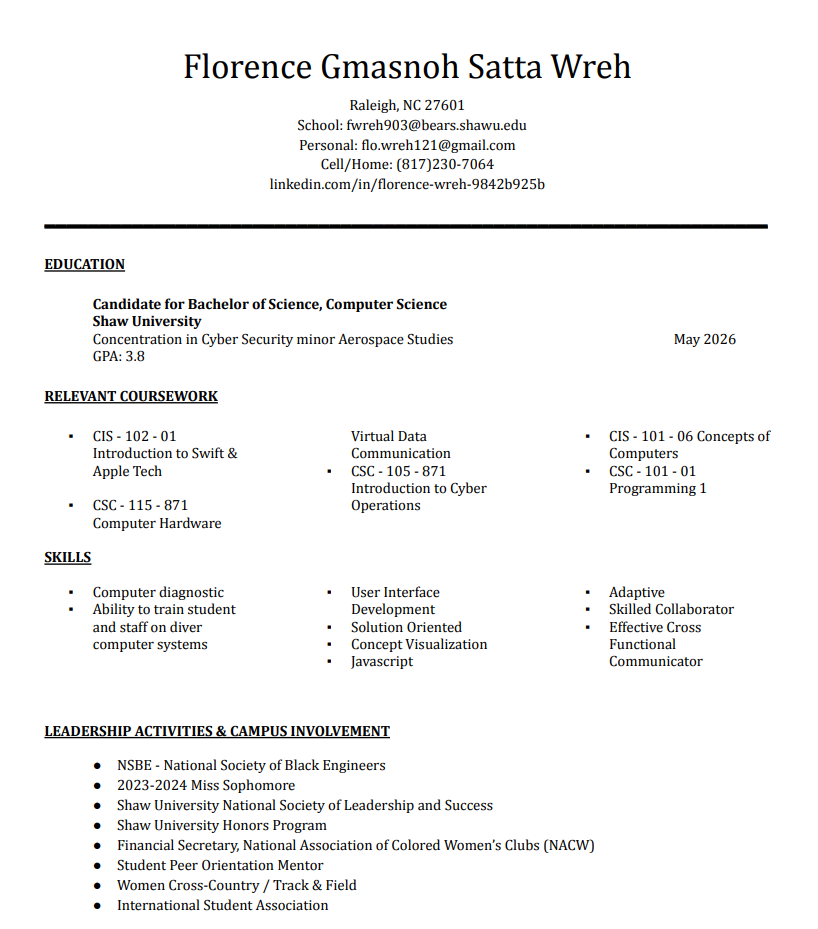 Florence Gmasnoh Satta Wreh
Raleigh, NC 27601
School: fwreh903@bears.shawu.edu
Personal: flo.wreh121@gmail.com
Cell/Home: (817)230-7064
linkedin.com/in/florence-wreh-9842b925b
EDUCATION
Candidate for Bachelor of Science, Computer Science
Shaw University
Concentration in Cyber Security minor Aerospace Studies May 2026
GPA: 3.8
RELEVANT COURSEWORK
▪ CIS - 102 - 01
Introduction to Swift &
Apple Tech
▪ CSC - 115 - 871
Computer Hardware
Virtual Data
Communication
▪ CSC - 105 - 871
Introduction to Cyber
Operations
▪ CIS - 101 - 06 Concepts of
Computers
▪ CSC - 101 - 01
Programming 1
SKILLS
▪ Computer diagnostic
▪ Ability to train student
and staff on diver
computer systems
▪ User Interface
Development
▪ Solution Oriented
▪ Concept Visualization
▪ Javascript
▪ Adaptive
▪ Skilled Collaborator
▪ Effective Cross
Functional
Communicator
LEADERSHIP ACTIVITIES & CAMPUS INVOLVEMENT
● NSBE - National Society of Black Engineers
● 2023-2024 Miss Sophomore
● Shaw University National Society of Leadership and Success
● Shaw University Honors Program
● Financial Secretary, National Association of Colored Women’s Clubs (NACW)
● Student Peer Orientation Mentor
● Women Cross-Country / Track & Field
● International Student Association